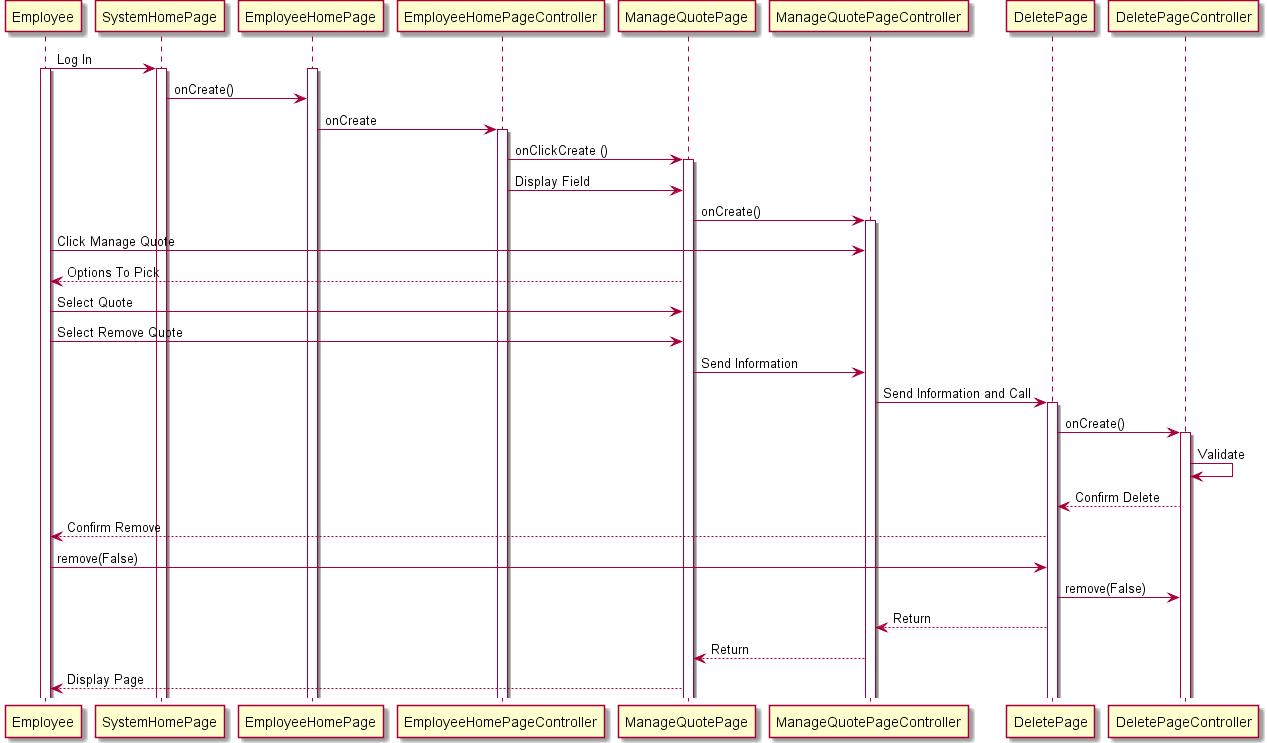 Employee SystemHomePage EmployeeHomePage EmployeeHomePageController ManageQuotePage ManageQuotePageController DeletePage DeletePageController
Log In
onCreate()
onCreate
onClickCreate ()
Display Field
onCreate()
Click Manage Quote
Options To Pick
Select Quote
Select Remove Quote
Send Information
Send Information and Call
onCreate()
Validate
Confirm Delete
Confirm Remove
remove(False)
remove(False)
Return
Return
Display Page
Employee SystemHomePage EmployeeHomePage EmployeeHomePageController ManageQuotePage ManageQuotePageController DeletePage DeletePageController